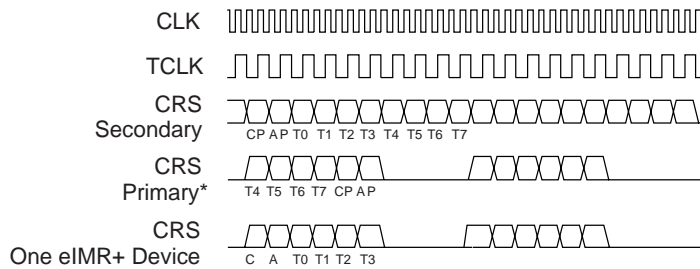 CLK
TCLK
CRS
Secondary
CP AP T0 T1 T2 T3 T4 T5 T6 T7
CRS
Primary*
T4 T5 T6 T7 CP AP
CRS
One eIMR+ Device
C A T0 T1 T2 T3